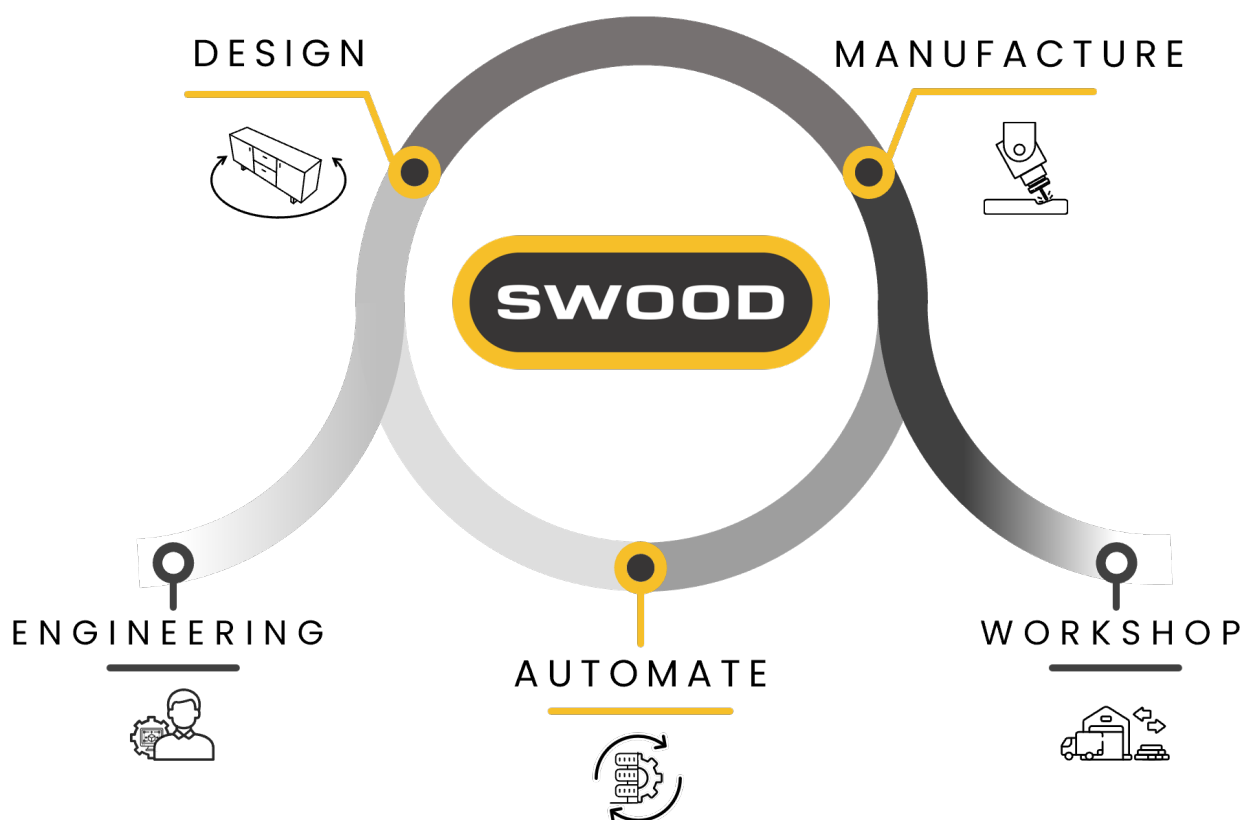 DESIGN
MANUFACTURE
SWOOD
ENGINEERING
WORKSHOP
AUTOMATE